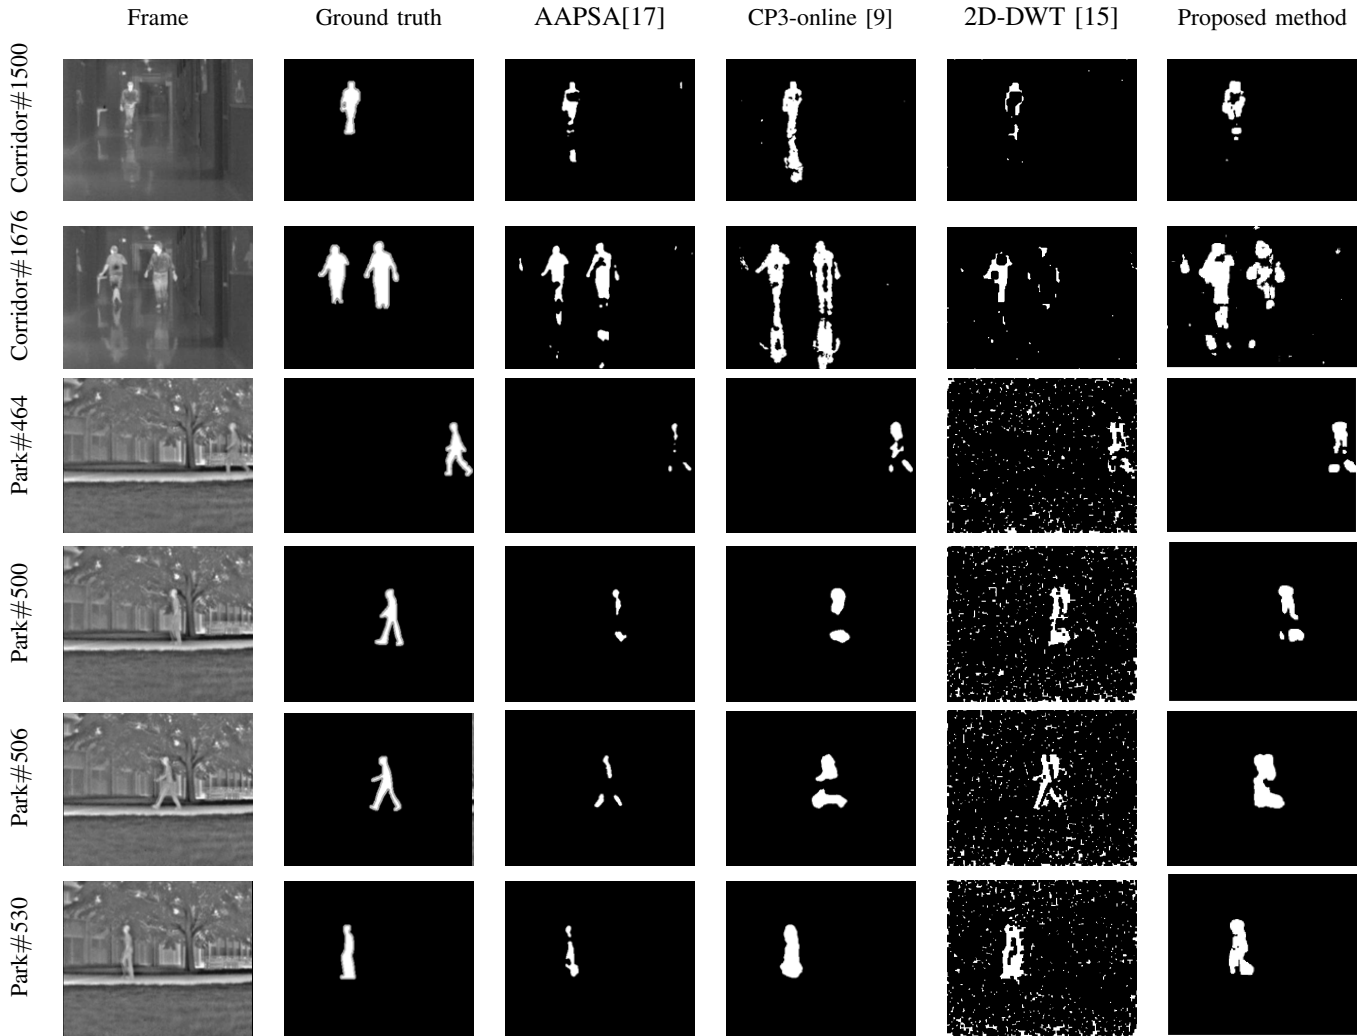 Frame Ground truth AAPSA[17] CP3-online [9] 2D-DWT [15] Proposed method
Corridor#1500
Corridor#1676
Park#464
Park#500
Park#506
Park#530